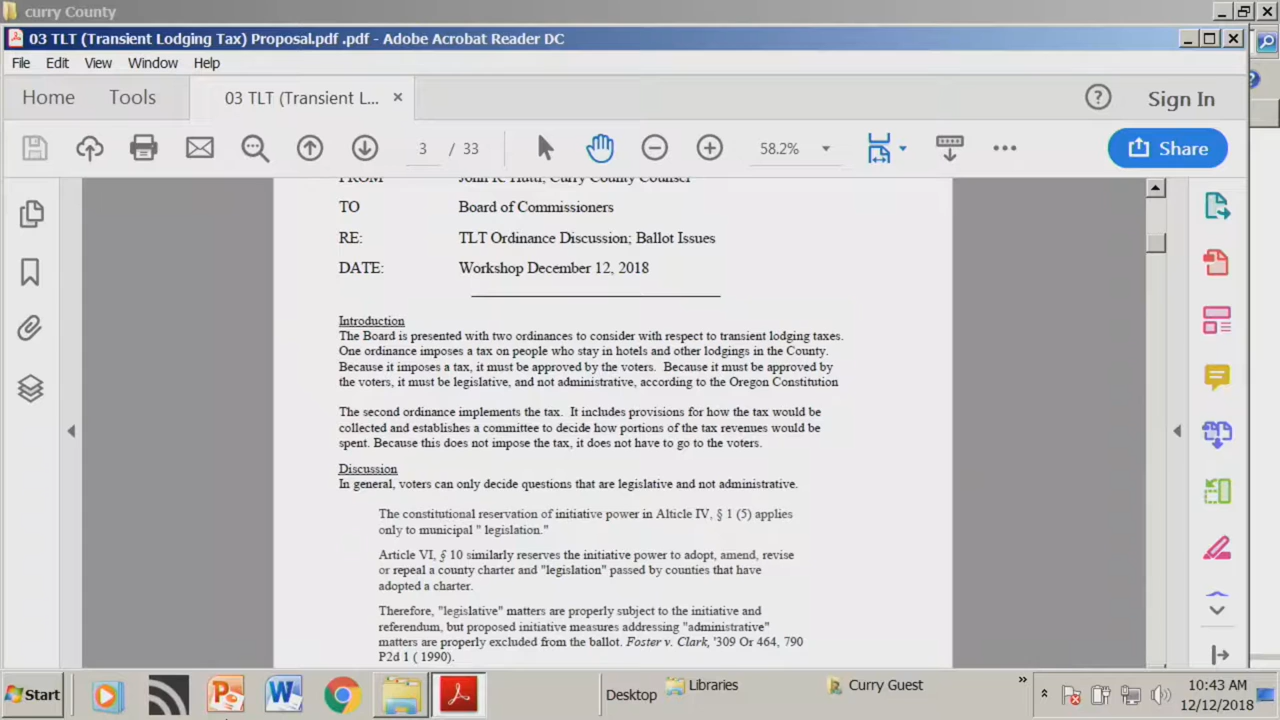 curry County
03 TLT (Transient Lodging Tax) Proposal.pdf .pdf - Adobe Acrobat Reader DC
File Edit View Window Help
Home Tools 03 TLT (Transient L... Sign In
3 / 33 58.2% Share
FROM Curry County Counsel
TO Board of Commissioners
RE: TLT Ordinance Discussion; Ballot Issues
DATE: Workshop December 12, 2018
Introduction
The Board is presented with two ordinances to consider with respect to transient lodging taxes.
One ordinance imposes a tax on people who stay in hotels and other lodgings in the County.
Because it imposes a tax, it must be approved by the voters. Because it must be approved by
the voters, it must be legislative, and not administrative, according to the Oregon Constitution
The second ordinance implements the tax. It includes provisions for how the tax would be
collected and establishes a committee to decide how portions of the tax revenues would be
spent. Because this does not impose the tax, it does not have to go to the voters.
Discussion
In general, voters can only decide questions that are legislative and not administrative.
The constitutional reservation of initiative power in Alticle IV, § 1 (5) applies
only to municipal " legislation."
Article VI, § 10 similarly reserves the initiative power to adopt, amend, revise
or repeal a county charter and "legislation" passed by counties that have
adopted a charter.
Therefore, "legislative" matters are properly subject to the initiative and
referendum, but proposed initiative measures addressing "administrative"
matters are properly excluded from the ballot. Foster v. Clark, '309 Or 464, 790
P2d 1 ( 1990).
Start Desktop Libraries Curry Guest 10:43 AM
12/12/2018